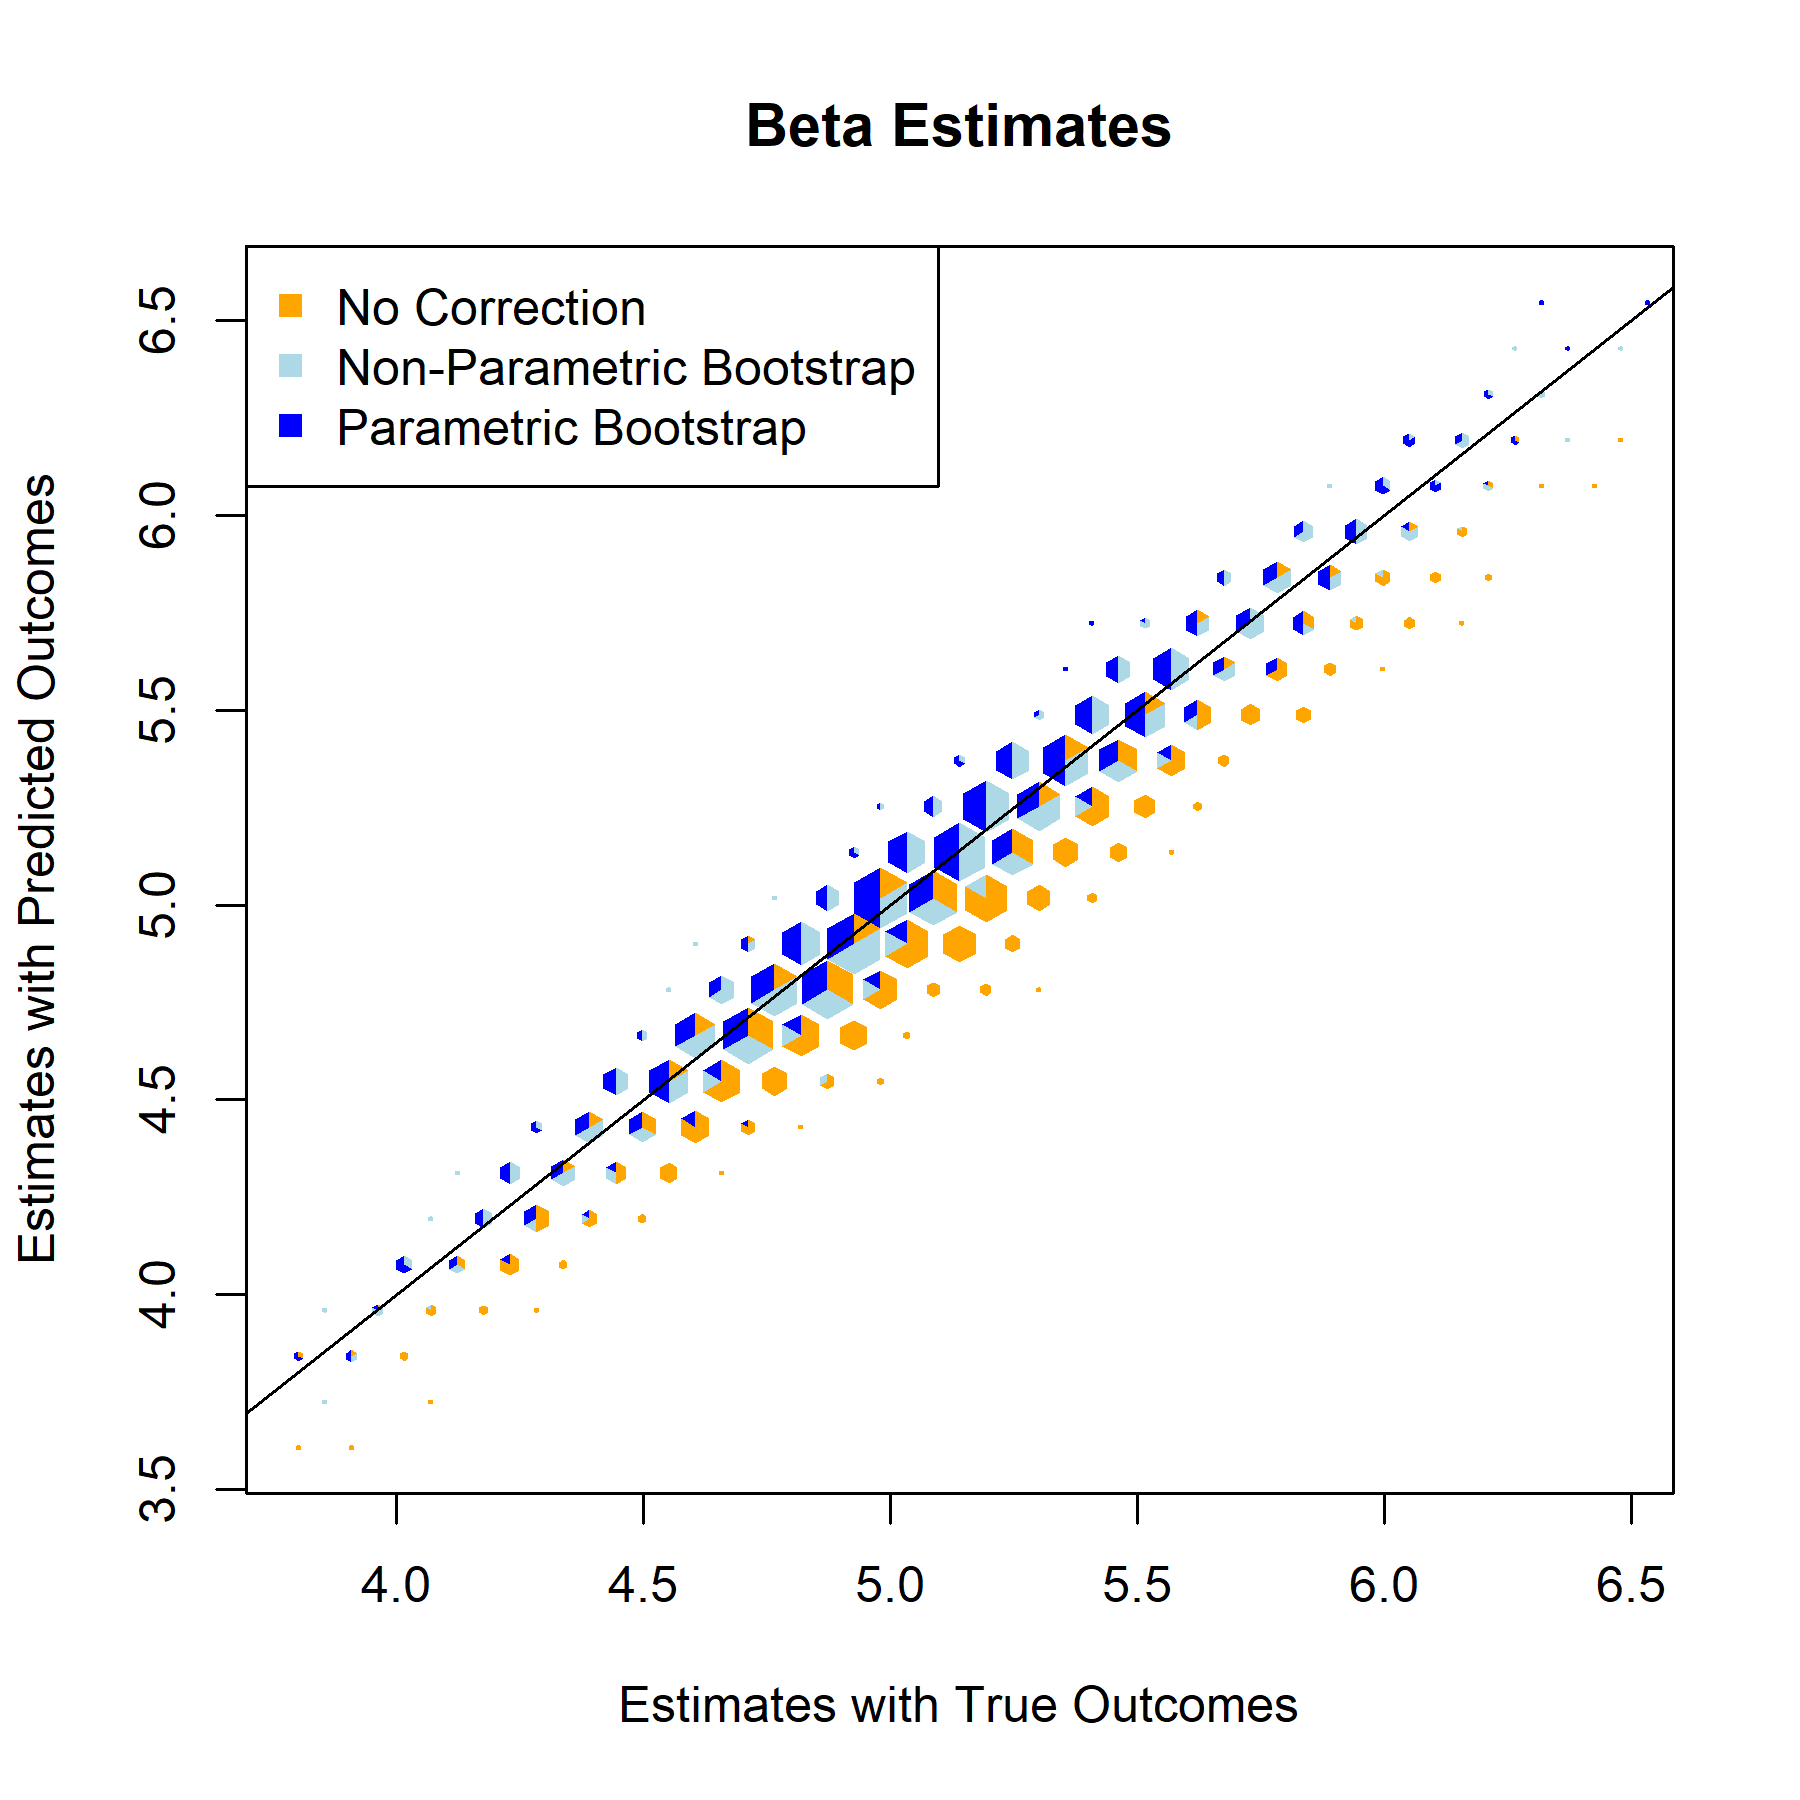 Beta Estimates
No Correction
Non-Parametric Bootstrap
Parametric Bootstrap
Estimates with Predicted Outcomes
6.5
6.0
5.5
5.0
4.5
4.0
3.5
4.0 4.5 5.0 5.5 6.0 6.5
Estimates with True Outcomes